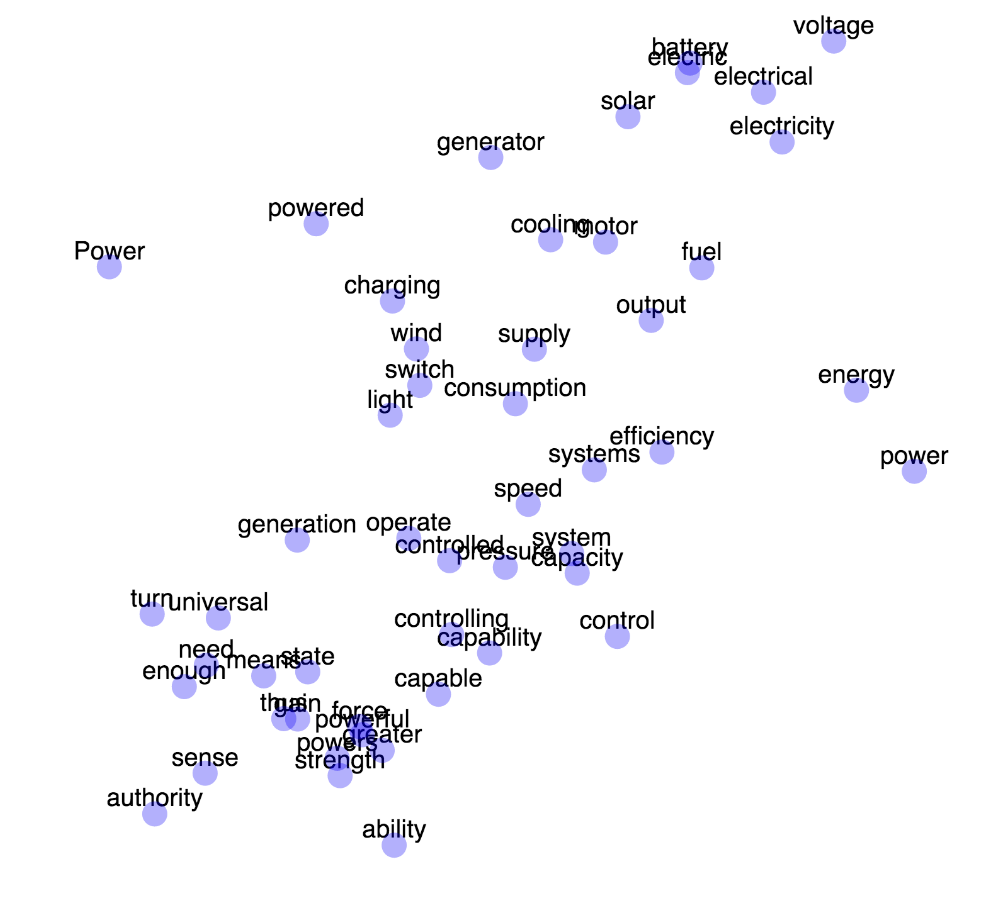 voltage
battery
electric
electrical
solar
electricity
generator
powered
cooling
motor
Power
fuel
charging
output
wind
supply
switch
energy
consumption
light
efficiency
systems
power
speed
generation
operate
system
controlled
pressure
capacity
turn
universal
controlling
control
capability
need
means
state
enough
capable
thus
gain
force
powerful
greater
powers
sense
strength
authority
ability